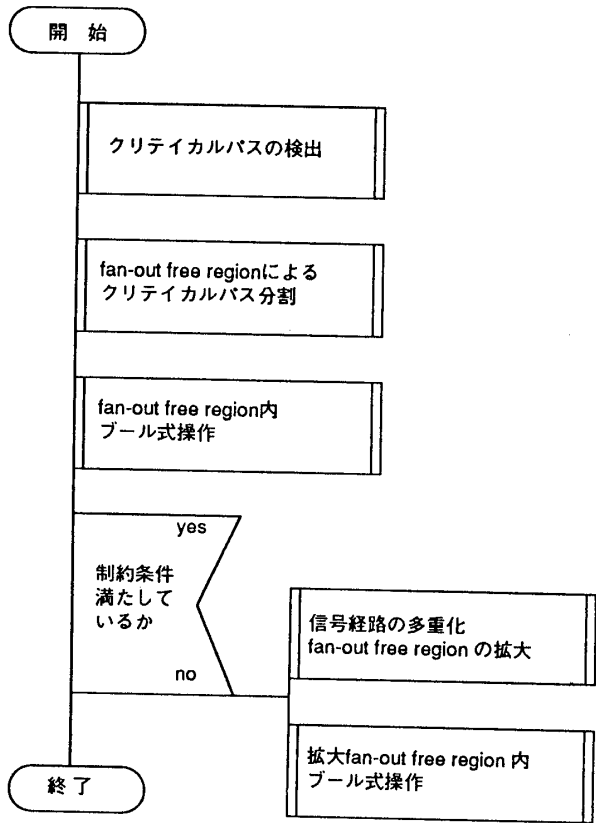 開 始
クリテイカルパスの検出
fan-out free regionによる
クリテイカルパス分割
fan-out free region内
ブール式操作
yes
制約条件
満たして
いるか
no
信号経路の多重化
fan-out free region の拡大
拡大fan-out free region 内
ブール式操作
終了